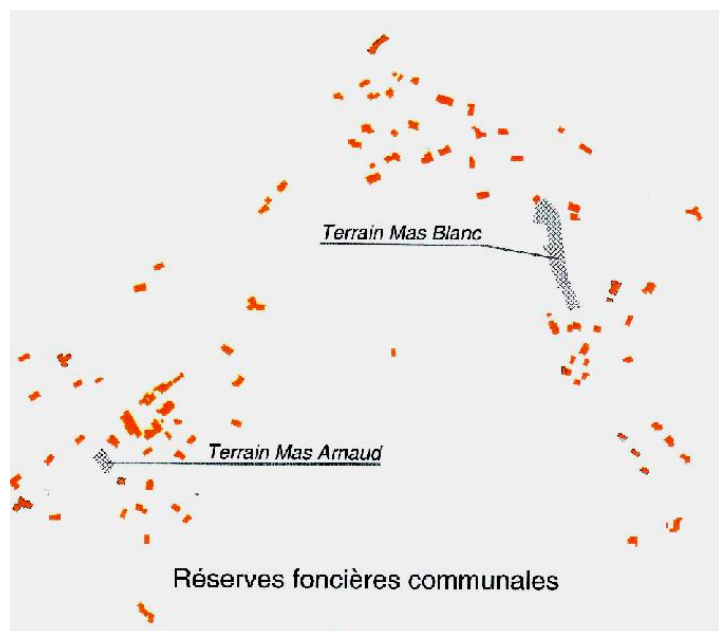 Terrain Mas Blanc
Terrain Mas Arnaud
Réserves foncières communales